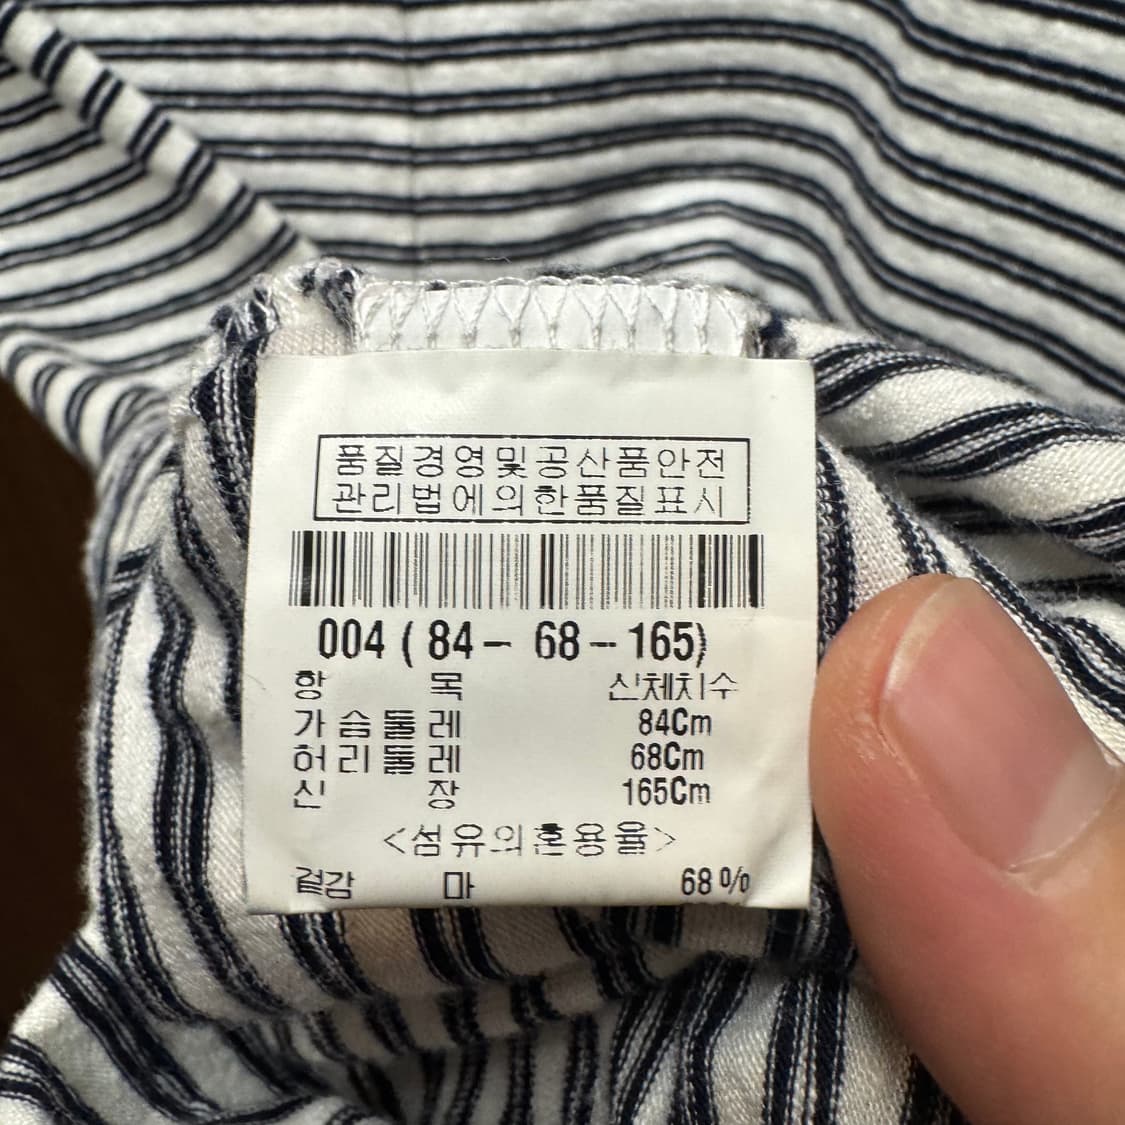 품질경영및공산품안전
관리법에의한품질표시
004 ( 84 - 68 - 165)
항 목 신체치수
가슴둘레 84Cm
허리둘레 68Cm
신 장 165Cm
<섬유의혼용율>
겉감 마 68%